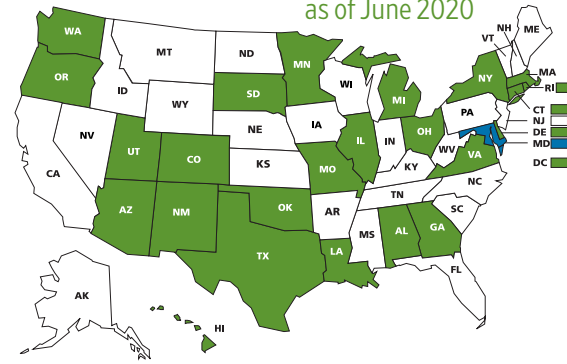 as of June 2020
WA
MT
ND
MN
VT
NH
ME
OR
ID
SD
WI
MI
NY
MA
RI
WY
CT
NJ
DE
MD
DC
NE
IA
PA
NV
UT
CO
KS
MO
IL
IN
OH
WV
VA
KY
CA
NC
TN
AZ
NM
OK
AR
SC
MS
AL
GA
TX
LA
FL
AK
HI